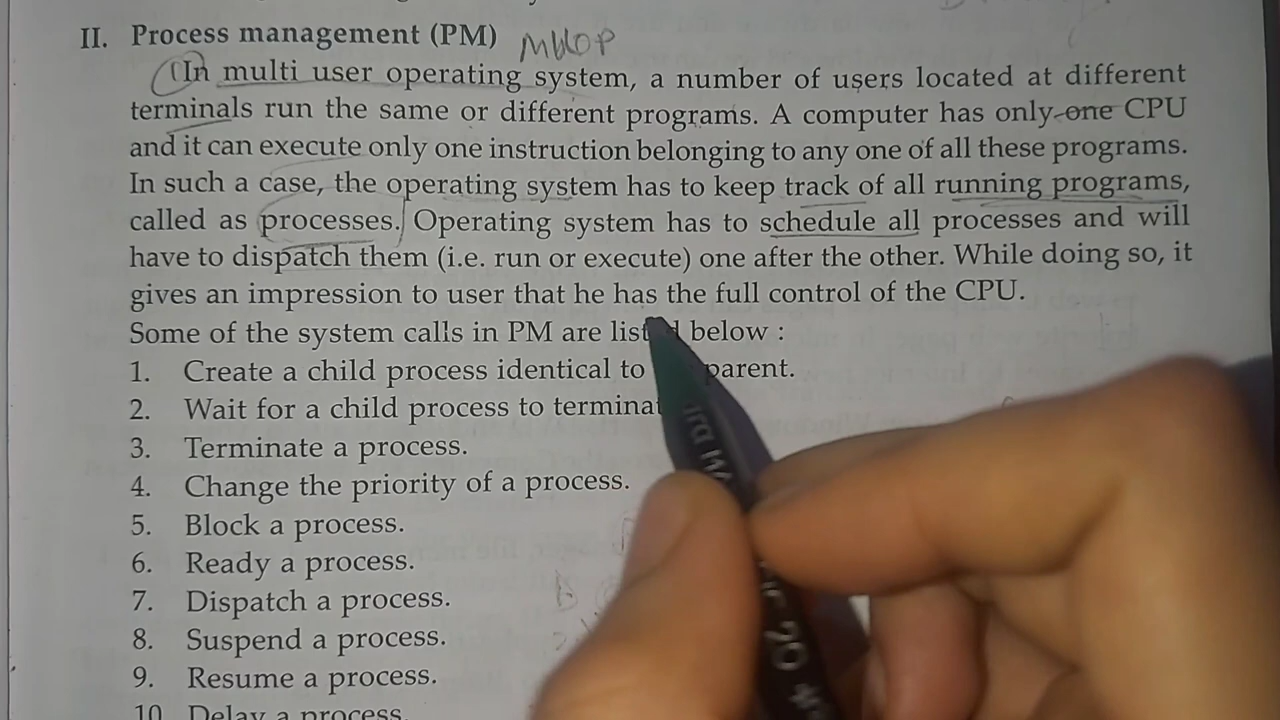 II. Process management (PM)
In multi user operating system, a number of users located at different
terminals run the same or different programs. A computer has only one CPU
and it can execute only one instruction belonging to any one of all these programs.
In such a case, the operating system has to keep track of all running programs,
called as processes. Operating system has to schedule all processes and will
have to dispatch them (i.e. run or execute) one after the other. While doing so, it
gives an impression to user that he has the full control of the CPU.
Some of the system calls in PM are below :
1. Create a child process identical to parent.
2. Wait for a child process to
3. Terminate a process.
4. Change the priority of a process.
5. Block a process.
6. Ready a process.
7. Dispatch a process.
8. Suspend a process.
9. Resume a process.
10. Delay a process.